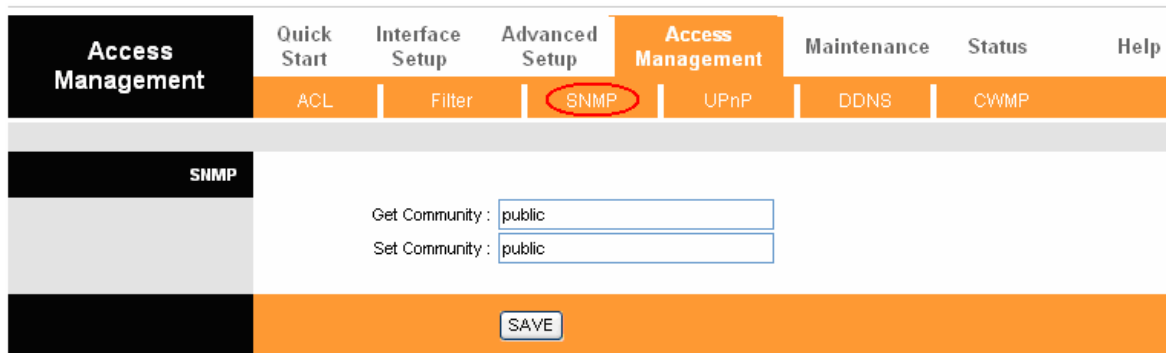 Access Management
Quick Start
Interface Setup
Advanced Setup
Access Management
Maintenance
Status
Help
ACL
Filter
SNMP
UPnP
DDNS
CWMP
SNMP
Get Community : public
Set Community : public
SAVE